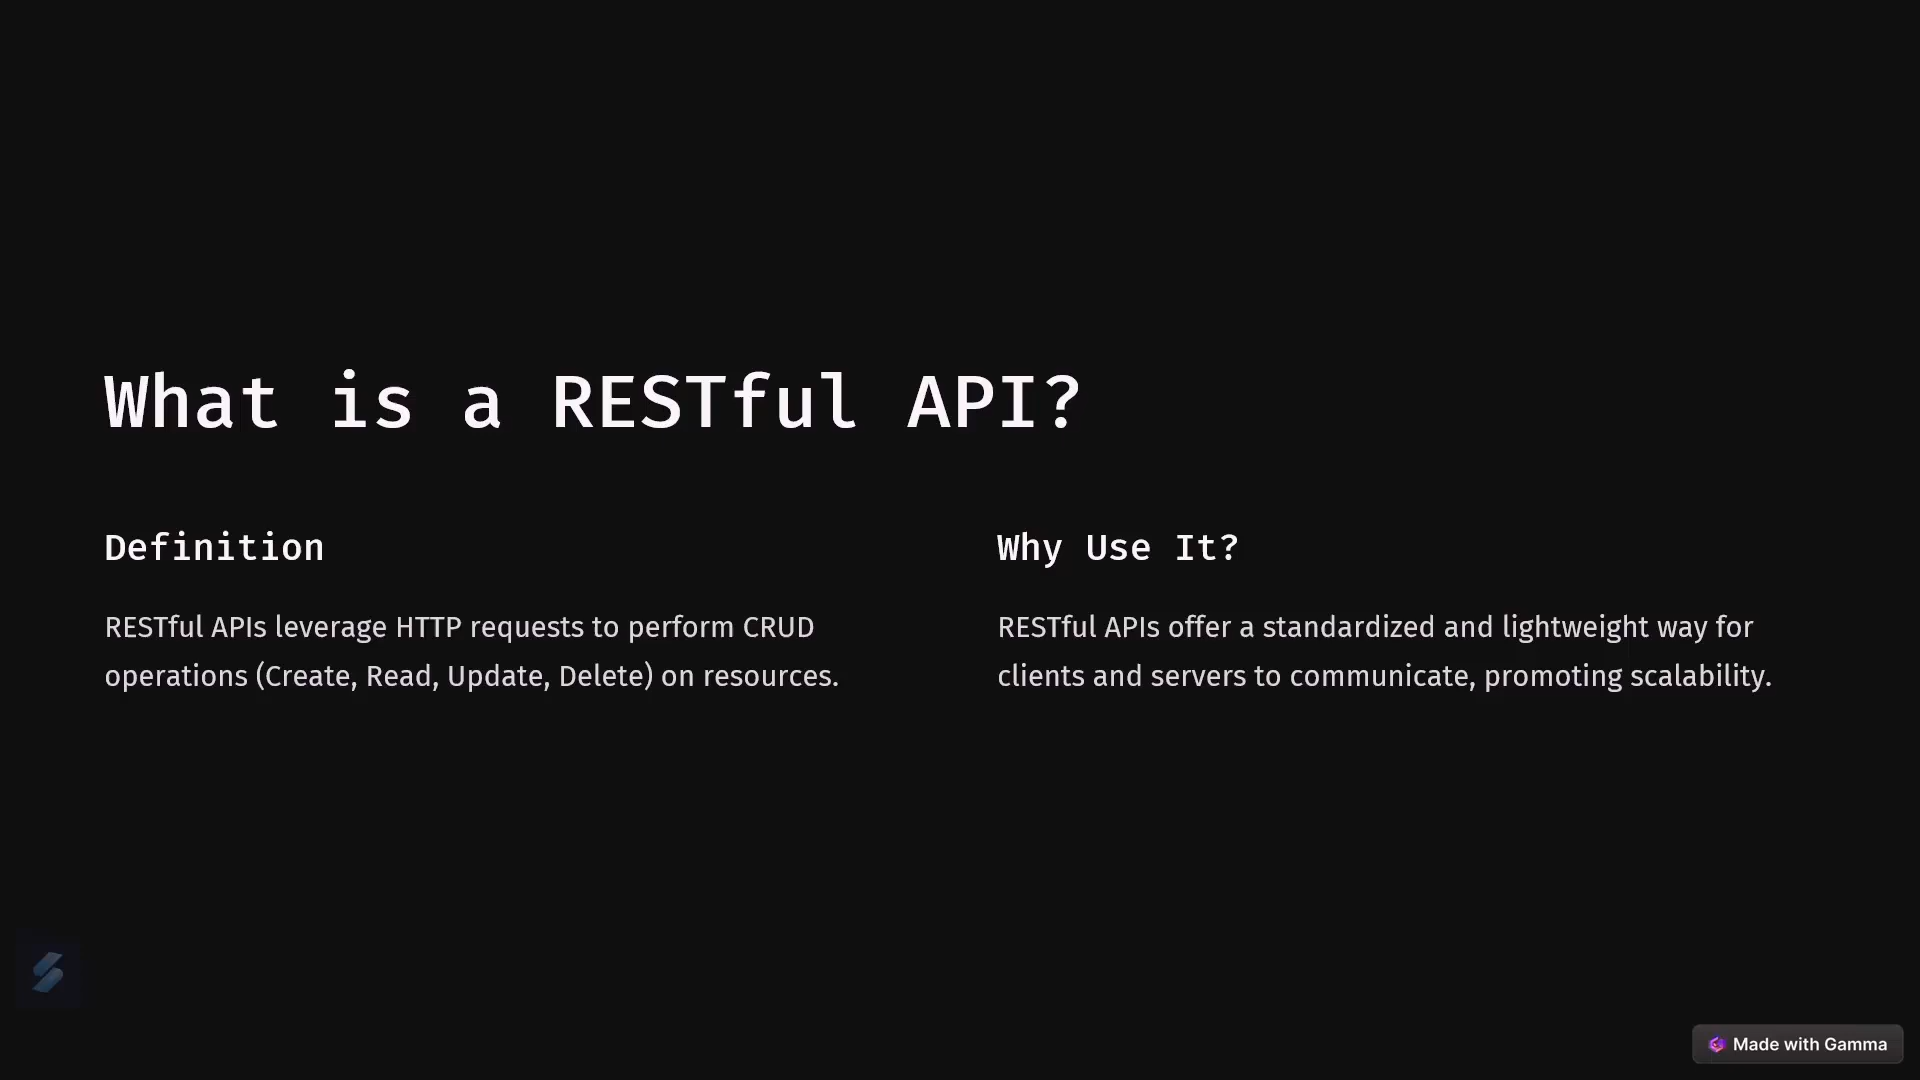 What is a RESTful API?
Definition
RESTful APIs leverage HTTP requests to perform CRUD
operations (Create, Read, Update, Delete) on resources.
Why Use It?
RESTful APIs offer a standardized and lightweight way for
clients and servers to communicate, promoting scalability.
Made with Gamma